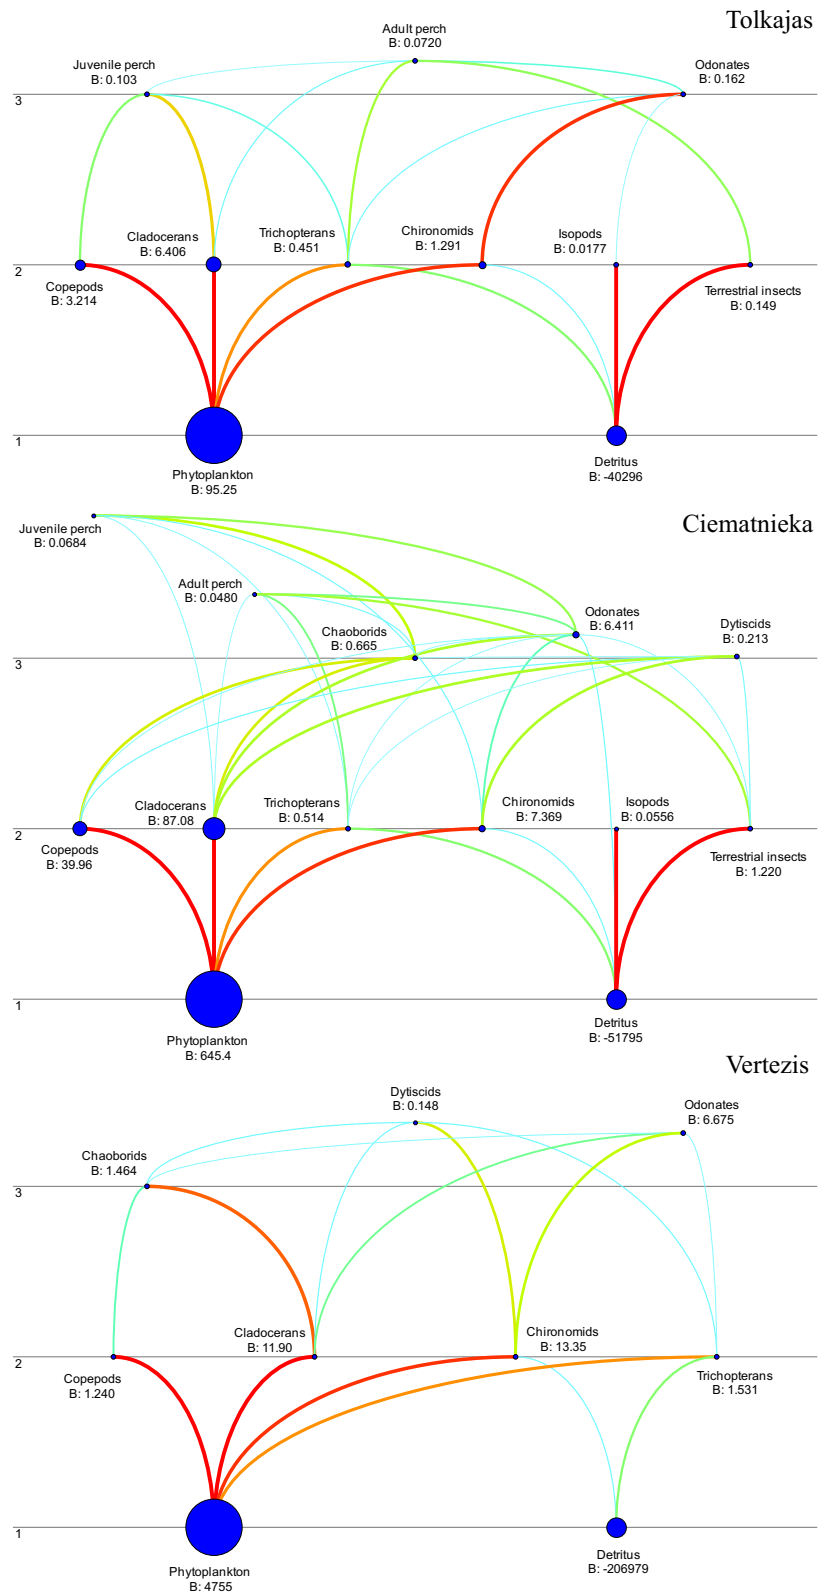 Tolkajas
Adult perch
B: 0.0720
Juvenile perch
B: 0.103
Odonates
B: 0.162
3
Cladocerans
B: 6.406
Trichopterans
B: 0.451
Chironomids
B: 1.291
Isopods
B: 0.0177
2
Copepods
B: 3.214
Terrestrial insects
B: 0.149
1
Phytoplankton
B: 95.25
Detritus
B: -40296
Ciematnieka
Juvenile perch
B: 0.0684
Adult perch
B: 0.0480
Odonates
B: 6.411
Chaoborids
B: 0.665
Dytiscids
B: 0.213
3
Cladocerans
B: 87.08
Trichopterans
B: 0.514
Chironomids
B: 7.369
Isopods
B: 0.0556
2
Copepods
B: 39.96
Terrestrial insects
B: 1.220
1
Phytoplankton
B: 645.4
Detritus
B: -51795
Vertezis
Dytiscids
B: 0.148
Odonates
B: 6.675
Chaoborids
B: 1.464
3
Cladocerans
B: 11.90
Chironomids
B: 13.35
2
Copepods
B: 1.240
Trichopterans
B: 1.531
1
Phytoplankton
B: 4755
Detritus
B: -206979